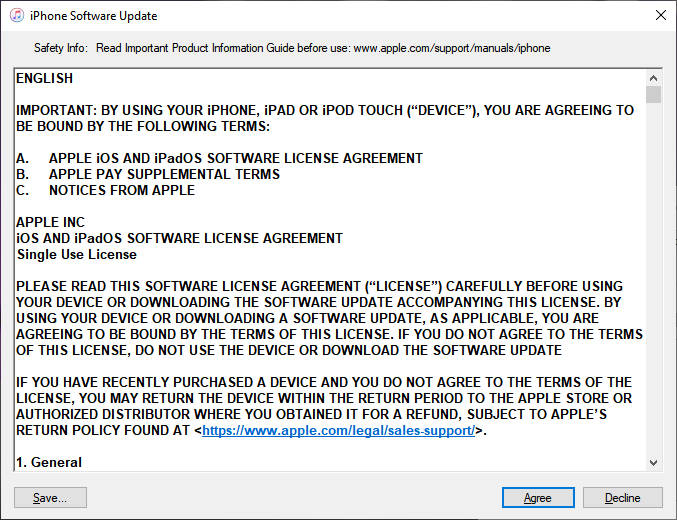 iPhone Software Update
Safety Info: Read Important Product Information Guide before use: www.apple.com/support/manuals/iphone
ENGLISH
IMPORTANT: BY USING YOUR iPHONE, iPAD OR iPOD TOUCH (“DEVICE”), YOU ARE AGREEING TO
BE BOUND BY THE FOLLOWING TERMS:
A. APPLE iOS AND iPadOS SOFTWARE LICENSE AGREEMENT
B. APPLE PAY SUPPLEMENTAL TERMS
C. NOTICES FROM APPLE
APPLE INC
iOS AND iPadOS SOFTWARE LICENSE AGREEMENT
Single Use License
PLEASE READ THIS SOFTWARE LICENSE AGREEMENT (“LICENSE”) CAREFULLY BEFORE USING
YOUR DEVICE OR DOWNLOADING THE SOFTWARE UPDATE ACCOMPANYING THIS LICENSE. BY
USING YOUR DEVICE OR DOWNLOADING A SOFTWARE UPDATE, AS APPLICABLE, YOU ARE
AGREEING TO BE BOUND BY THE TERMS OF THIS LICENSE. IF YOU DO NOT AGREE TO THE TERMS
OF THIS LICENSE, DO NOT USE THE DEVICE OR DOWNLOAD THE SOFTWARE UPDATE
IF YOU HAVE RECENTLY PURCHASED A DEVICE AND YOU DO NOT AGREE TO THE TERMS OF THE
LICENSE, YOU MAY RETURN THE DEVICE WITHIN THE RETURN PERIOD TO THE APPLE STORE OR
AUTHORIZED DISTRIBUTOR WHERE YOU OBTAINED IT FOR A REFUND, SUBJECT TO APPLE’S
RETURN POLICY FOUND AT <https://www.apple.com/legal/sales-support/>.
1. General
Save... Agree Decline